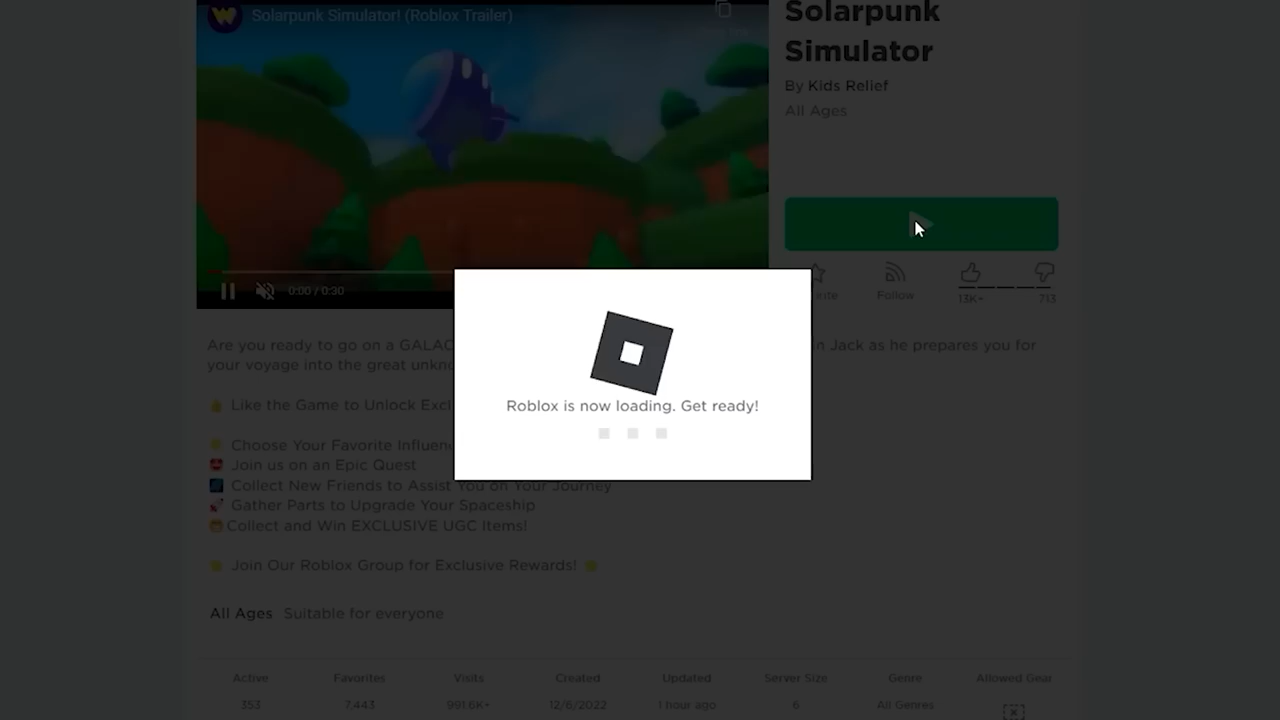 Solarpunk Simulator! (Roblox Trailer)
0:00 / 0:30
Solarpunk
Simulator
By Kids Relief
All Ages
Follow
13K+
713
Are you ready to go on a GALAC
n Jack as he prepares you for
your voyage into the great unkn
Like the Game to Unlock Excl
Choose Your Favorite Influen
Join us on an Epic Quest
Collect New Friends to Assist You on Your Journey
Gather Parts to Upgrade Your Spaceship
Collect and Win EXCLUSIVE UGC Items!
Join Our Roblox Group for Exclusive Rewards!
Roblox is now loading. Get ready!
All Ages Suitable for everyone
Active Favorites Visits Created Updated Server Size Genre Allowed Gear
353 7,443 991.6K+ 12/6/2022 1 hour ago 6 All Genres